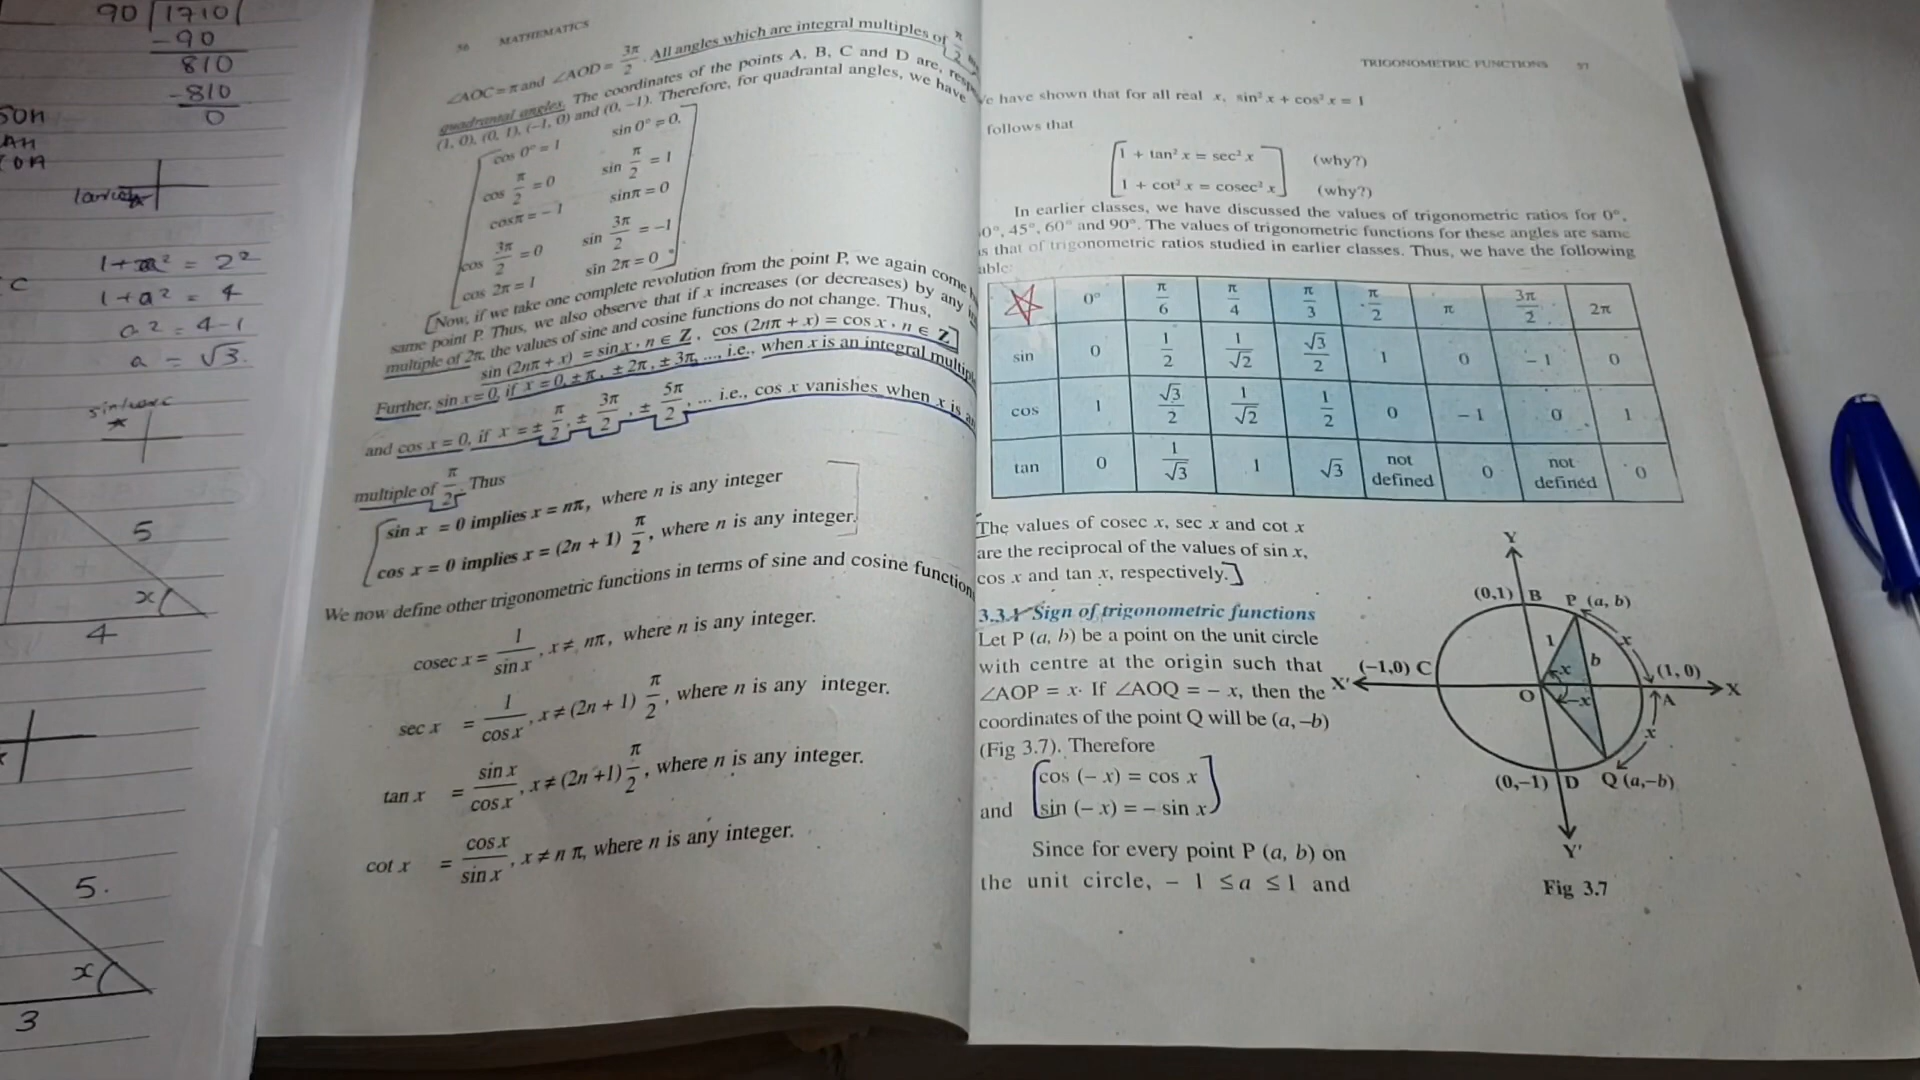 90 1710
-90
810
-810
0
1+ a² = 2²
1+a² = 4
a² = 4-1
a = √3.
5
x
4
5.
x
3
56 MATHEMATICS
∠AOC = π and ∠AOD = 3π/2. All angles which are integral multiples of π/2
quadrantal angles. The coordinates of the points A, B, C and D are,
(1, 0), (0, 1), (–1, 0) and (0, –1). Therefore, for quadrantal angles, we have
cos 0° = 1 sin 0° = 0,
cos π/2 = 0 sin π/2 = 1
cosπ = – 1 sinπ = 0
cos 3π/2 = 0 sin 3π/2 = –1
cos 2π = 1 sin 2π = 0
Now, if we take one complete revolution from the point P, we again come
same point P. Thus, we also observe that if x increases (or decreases) by any
multiple of 2π, the values of sine and cosine functions do not change. Thus,
sin (2nπ + x) = sin x , n ∈ Z , cos (2nπ + x) = cos x , n ∈ Z
Further, sin x = 0, if x = 0, ± π, ± 2π , ± 3π, ..., i.e., when x is an integral
and cos x = 0, if x = ± π/2, ± 3π/2, ± 5π/2, ... i.e., cos x vanishes when x is
multiple of π/2. Thus
sin x = 0 implies x = nπ, where n is any integer
cos x = 0 implies x = (2n + 1) π/2, where n is any integer.
We now define other trigonometric functions in terms of sine and cosine
cosec x = 1/sin x, x ≠ nπ, where n is any integer.
sec x = 1/cos x, x ≠ (2n + 1) π/2, where n is any integer.
tan x = sin x/cos x, x ≠ (2n +1) π/2, where n is any integer.
cot x = cos x/sin x, x ≠ n π, where n is any integer.
TRIGONOMETRIC FUNCTIONS 57
have shown that for all real x, sin² x + cos² x = 1
follows that
1 + tan² x = sec² x (why?)
1 + cot² x = cosec² x (why?)
In earlier classes, we have discussed the values of trigonometric ratios for 0°,
45°, 60° and 90°. The values of trigonometric functions for these angles are same
that of trigonometric ratios studied in earlier classes. Thus, we have the following
0° π/6 π/4 π/3 π/2 π 3π/2 2π
sin 0 1/2 1/√2 √3/2 1 0 – 1 0
cos 1 √3/2 1/√2 1/2 0 – 1 0 1
tan 0 1/√3 1 √3 not defined 0 not defined 0
The values of cosec x, sec x and cot x
are the reciprocal of the values of sin x,
cos x and tan x, respectively.
3.3.1 Sign of trigonometric functions
Let P (a, b) be a point on the unit circle
with centre at the origin such that
∠AOP = x. If ∠AOQ = – x, then the
coordinates of the point Q will be (a, –b)
(Fig 3.7). Therefore
cos (– x) = cos x
and sin (– x) = – sin x
Since for every point P (a, b) on
the unit circle, – 1 ≤ a ≤ 1 and
Y
(0,1) B P (a, b)
1 b x
X' (–1,0) C x (1, 0) X
O –x A
x
(0,–1) D Q (a,–b)
Y'
Fig 3.7